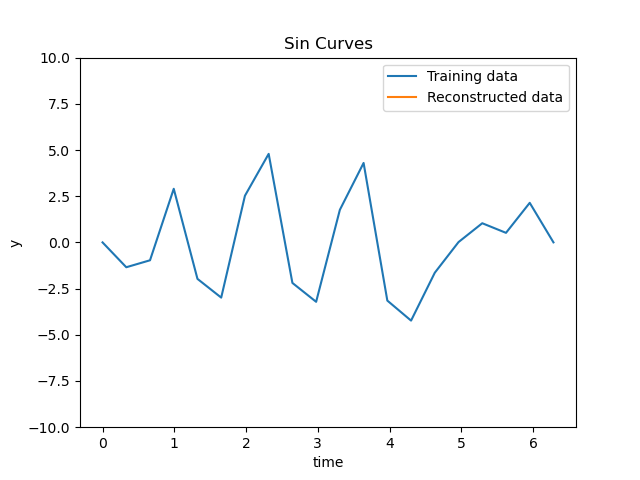 Sin Curves
Training data
Reconstructed data
10.0
7.5
5.0
2.5
0.0
−2.5
−5.0
−7.5
−10.0
y
0 1 2 3 4 5 6
time